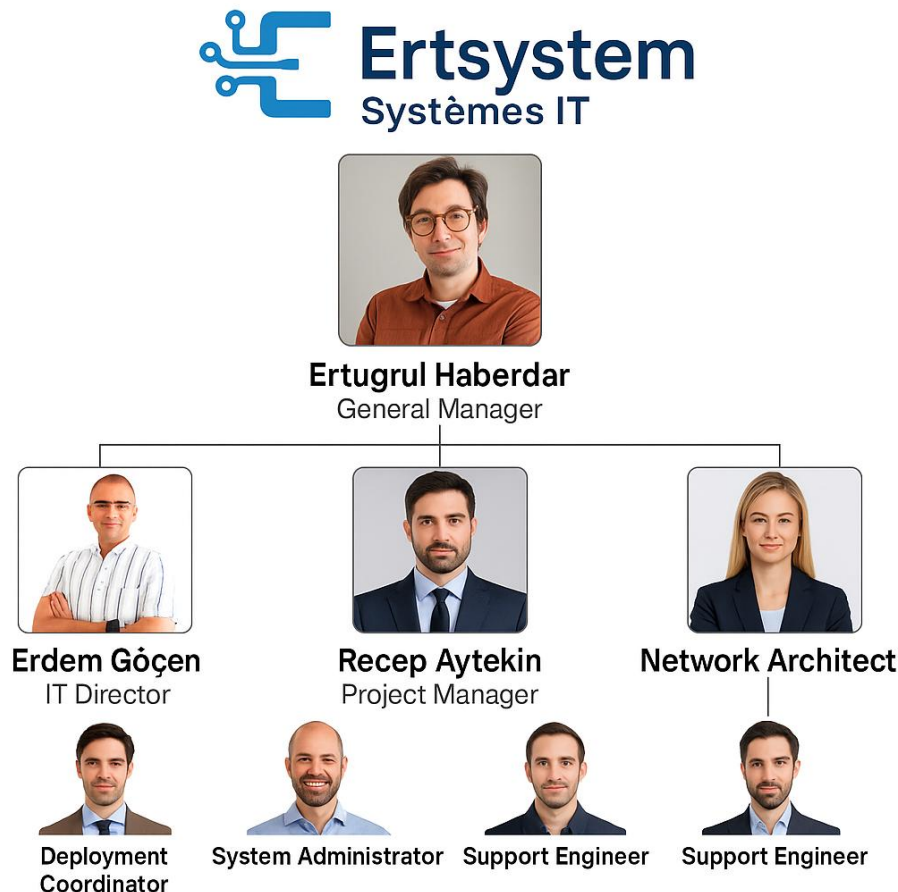 Ertsystem
Systèmes IT
Ertugrul Haberdar
General Manager
Erdem Gȯçen
IT Director
Recep Aytekin
Project Manager
Network Architect
Deployment
Coordinator
System Administrator
Support Engineer
Support Engineer